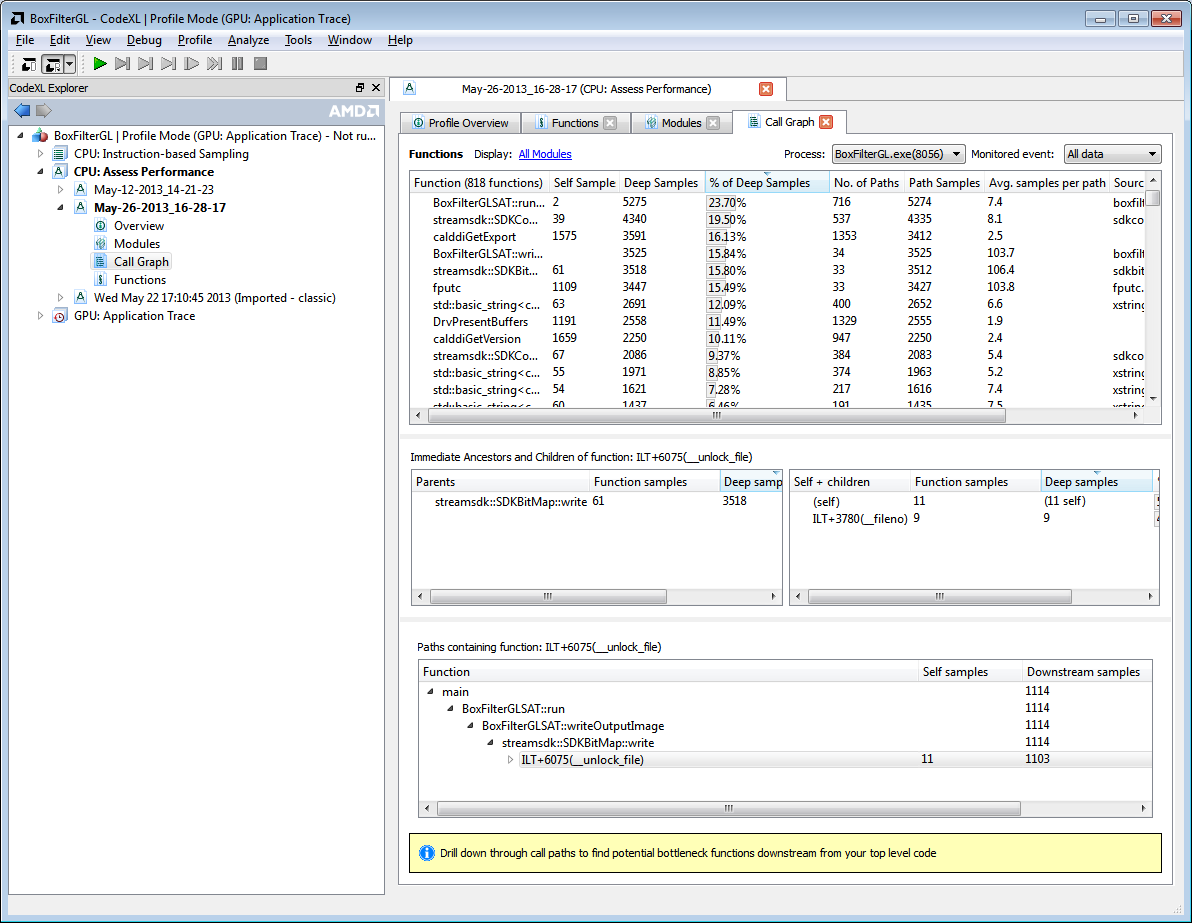 BoxFilterGL - CodeXL | Profile Mode (GPU: Application Trace)
File Edit View Debug Profile Analyze Tools Window Help
CodeXL Explorer
AMD
BoxFilterGL | Profile Mode (GPU: Application Trace) - Not ru...
CPU: Instruction-based Sampling
CPU: Assess Performance
May-12-2013_14-21-23
May-26-2013_16-28-17
Overview
Modules
Call Graph
Functions
Wed May 22 17:10:45 2013 (Imported - classic)
GPU: Application Trace
May-26-2013_16-28-17 (CPU: Assess Performance)
Profile Overview Functions Modules Call Graph
Functions Display: All Modules Process: BoxFilterGL.exe(8056) Monitored event: All data
Function (818 functions) Self Sample Deep Samples % of Deep Samples No. of Paths Path Samples Avg. samples per path Sourc
BoxFilterGLSAT::run... 2 5275 23.70% 716 5274 7.4 boxfilt
streamsdk::SDKCo... 39 4340 19.50% 537 4335 8.1 sdkco
calddiGetExport 1575 3591 16.13% 1353 3412 2.5
BoxFilterGLSAT::wri... 3525 15.84% 34 3525 103.7 boxfilt
streamsdk::SDKBit... 61 3518 15.80% 33 3512 106.4 sdkbit
fputc 1109 3447 15.49% 33 3427 103.8 fputc.
std::basic_string<c... 63 2691 12.09% 400 2652 6.6 xstring
DrvPresentBuffers 1191 2558 11.49% 1329 2555 1.9
calddiGetVersion 1659 2250 10.11% 947 2250 2.4
streamsdk::SDKCo... 67 2086 9.37% 384 2083 5.4 sdkco
std::basic_string<c... 55 1971 8.85% 374 1963 5.2 xstring
std::basic_string<c... 54 1621 7.28% 217 1616 7.4 xstring
std::basic_string<c... 60 1437 6.46% 191 1435 7.5 xstring
Immediate Ancestors and Children of function: ILT+6075(__unlock_file)
Parents Function samples Deep samp
streamsdk::SDKBitMap::write 61 3518
Self + children Function samples Deep samples
(self) 11 (11 self)
ILT+3780(__fileno) 9 9
Paths containing function: ILT+6075(__unlock_file)
Function Self samples Downstream samples
main 1114
BoxFilterGLSAT::run 1114
BoxFilterGLSAT::writeOutputImage 1114
streamsdk::SDKBitMap::write 1114
ILT+6075(__unlock_file) 11 1103
Drill down through call paths to find potential bottleneck functions downstream from your top level code